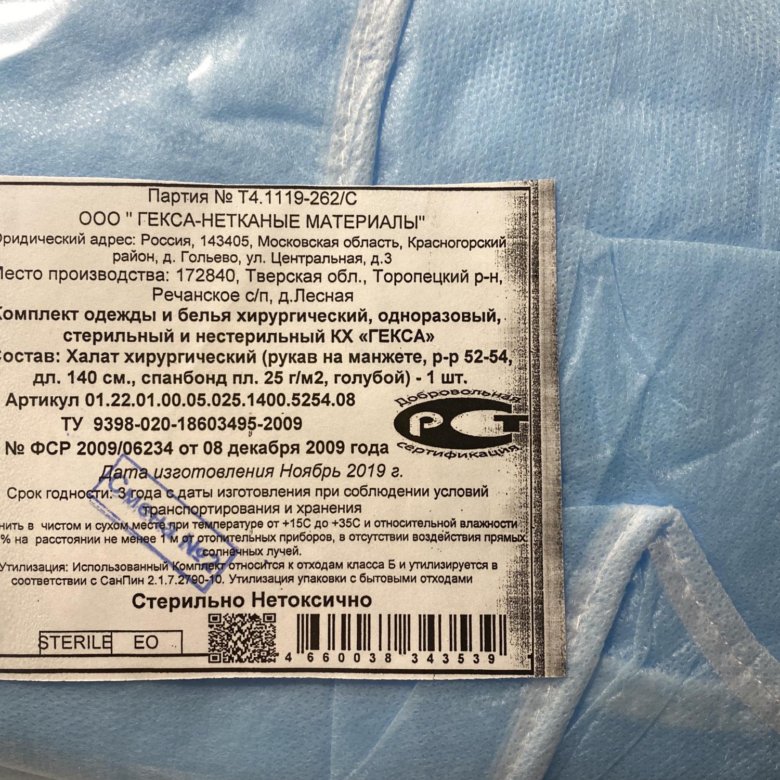 Партия № Т4.1119-262/С
ООО " ГЕКСА-НЕТКАНЫЕ МАТЕРИАЛЫ"
Юридический адрес: Россия, 143405, Московская область, Красногорский
район, д. Гольево, ул. Центральная, д.3
Место производства: 172840, Тверская обл., Торопецкий р-н,
Речанское с/п, д.Лесная
Комплект одежды и белья хирургический, одноразовый,
стерильный и нестерильный КХ «ГЕКСА»
Состав: Халат хирургический (рукав на манжете, р-р 52-54,
дл. 140 см., спанбонд пл. 25 г/м2, голубой) - 1 шт.
Артикул 01.22.01.00.05.025.1400.5254.08
ТУ 9398-020-18603495-2009
№ ФСР 2009/06234 от 08 декабря 2009 года
Добровольная
РСТ
сертификация
Дата изготовления Ноябрь 2019 г.
Срок годности: 3 года с даты изготовления при соблюдении условий
транспортирования и хранения
нить в чистом и сухом месте при температуре от +15С до +35С и относительной влажности
% на расстоянии не менее 1 м от отопительных приборов, в отсутствии воздействия прямых
солнечных лучей.
Утилизация: Использованный Комплект относится к отходам класса Б и утилизируется в
соответствии с СанПин 2.1.7.2790-10. Утилизация упаковки с бытовыми отходами
Смена №2
Стерильно Нетоксично
STERILE EO
4 660038 343539